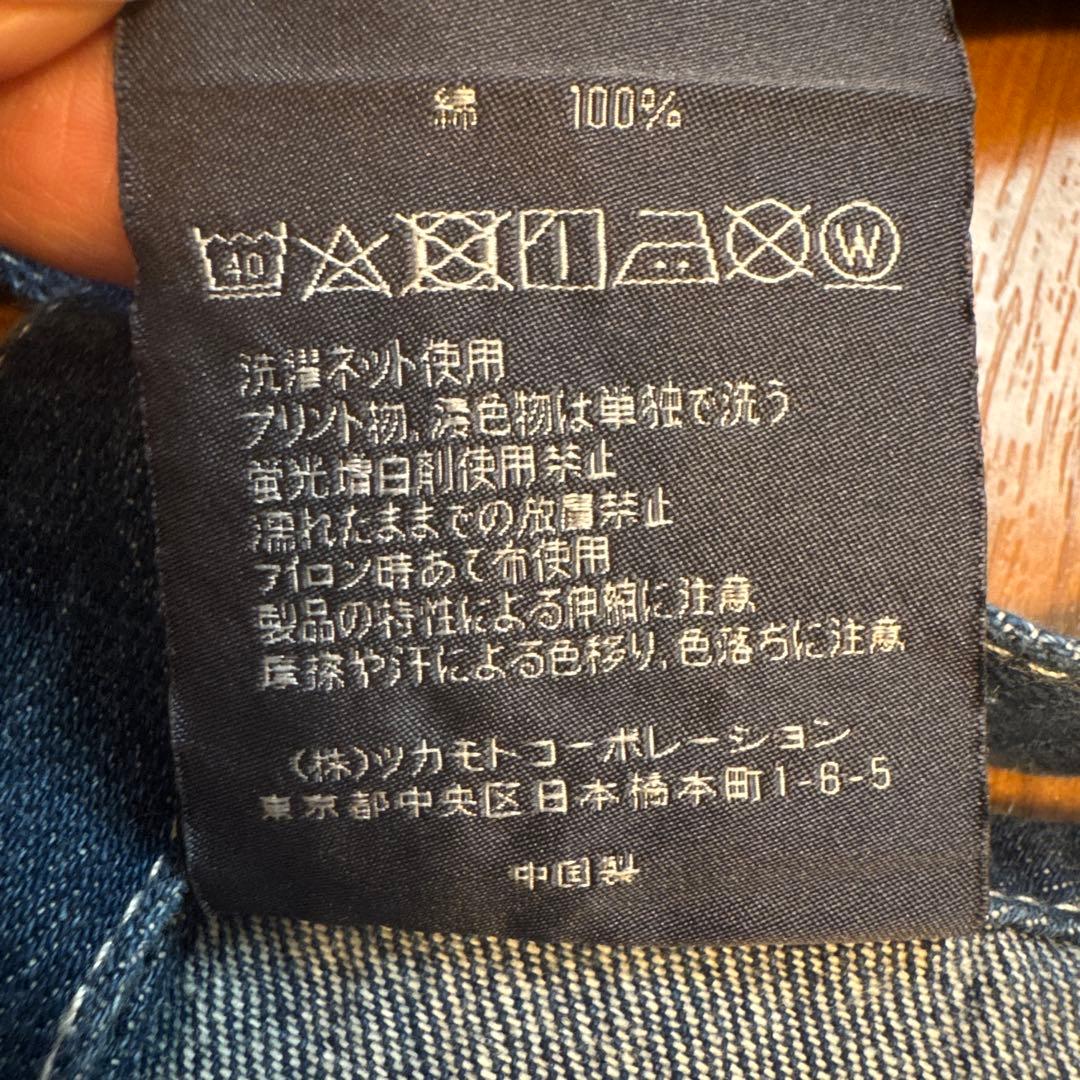 綿 100%
40 W
洗濯ネット使用
プリント物、濃色物は単独で洗う
蛍光増白剤使用禁止
濡れたままでの放置禁止
アイロン時あて布使用
製品の特性による伸縮に注意
摩擦や汗による色移り、色落ちに注意
(株)ツカモトコーポレーション
東京都中央区日本橋本町1-6-5
中国製